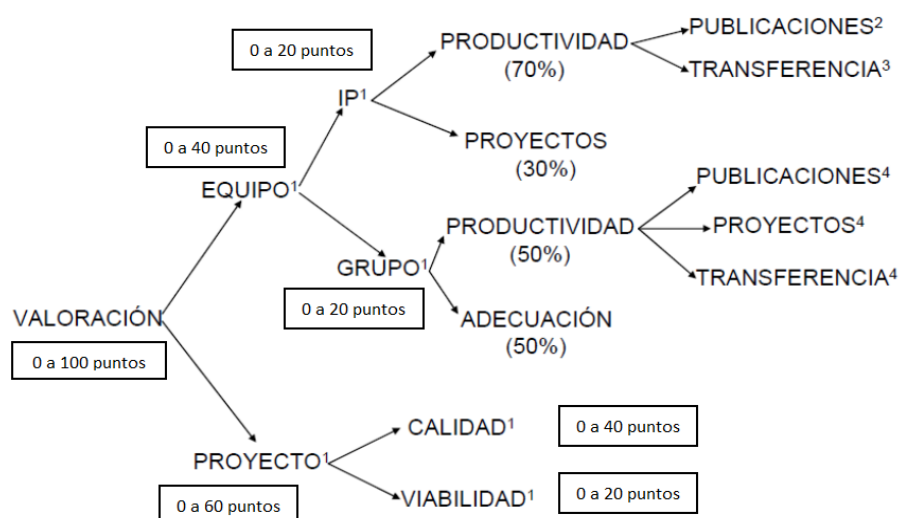 0 a 20 puntos
PRODUCTIVIDAD
(70%)
PUBLICACIONES²
TRANSFERENCIA³
IP¹
PROYECTOS
(30%)
0 a 40 puntos
EQUIPO¹
PUBLICACIONES⁴
PRODUCTIVIDAD
(50%)
PROYECTOS⁴
TRANSFERENCIA⁴
GRUPO¹
0 a 20 puntos
ADECUACIÓN
(50%)
VALORACIÓN
0 a 100 puntos
CALIDAD¹
0 a 40 puntos
PROYECTO¹
0 a 60 puntos
VIABILIDAD¹
0 a 20 puntos